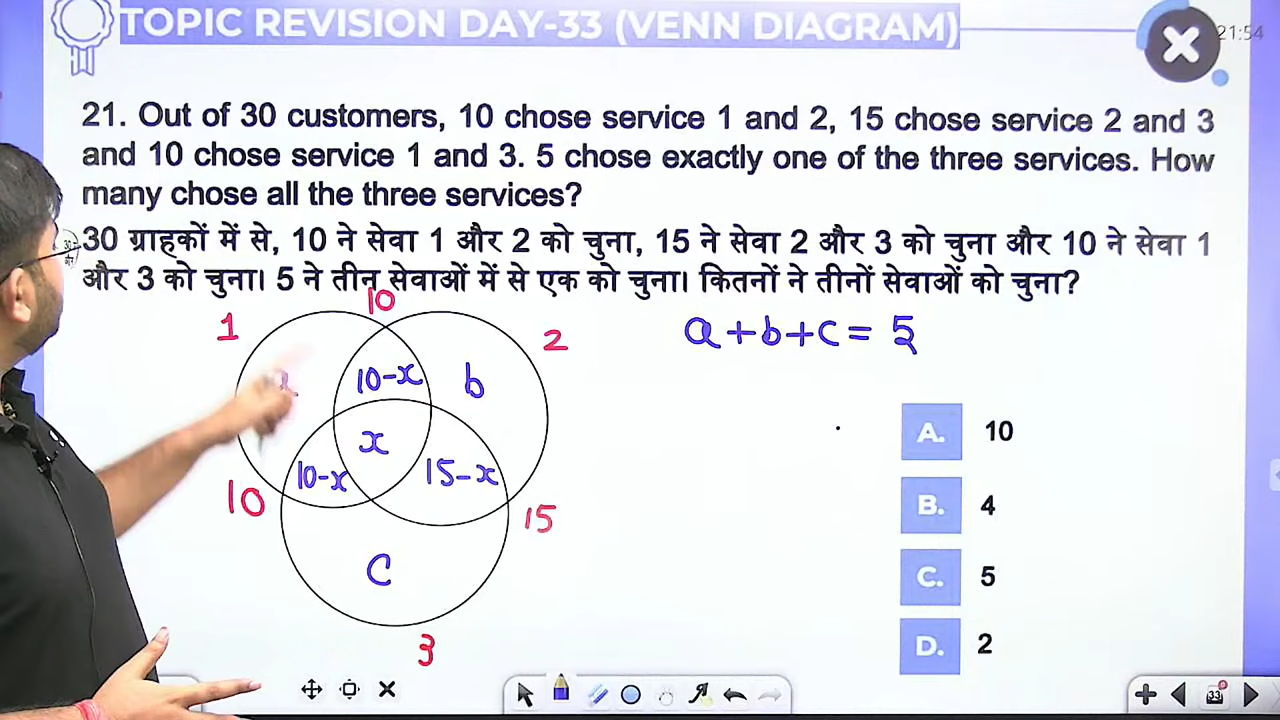 TOPIC REVISION DAY-33 (VENN DIAGRAM)
21:54
21. Out of 30 customers, 10 chose service 1 and 2, 15 chose service 2 and 3
and 10 chose service 1 and 3. 5 chose exactly one of the three services. How
many chose all the three services?
30 ग्राहकों में से, 10 ने सेवा 1 और 2 को चुना, 15 ने सेवा 2 और 3 को चुना और 10 ने सेवा 1
और 3 को चुना। 5 ने तीन सेवाओं में से एक को चुना। कितनों ने तीनों सेवाओं को चुना?
10
1
2
a+b+c = 5
10-x
b
x
10-x
15-x
10
15
C
3
A. 10
B. 4
C. 5
D. 2
33